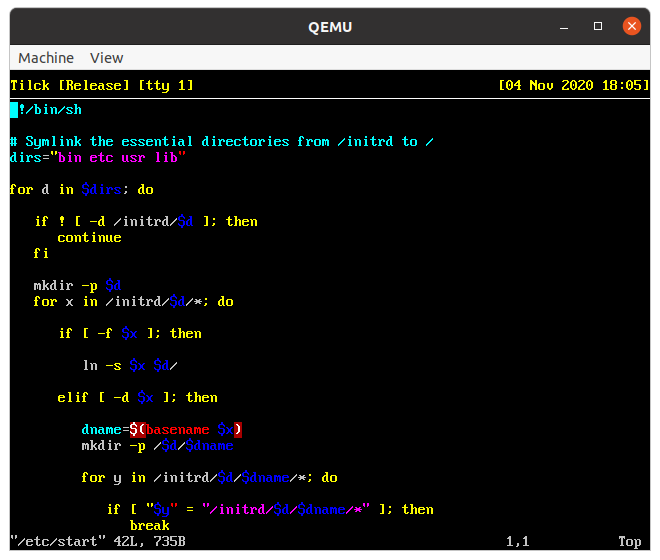 QEMU
Machine View
Tilck [Release] [tty 1] [04 Nov 2020 18:05]
#!/bin/sh
# Symlink the essential directories from /initrd to /
dirs="bin etc usr lib"
for d in $dirs; do
if ! [ -d /initrd/$d ]; then
continue
fi
mkdir -p $d
for x in /initrd/$d/*; do
if [ -f $x ]; then
ln -s $x $d/
elif [ -d $x ]; then
dname=$(basename $x)
mkdir -p /$d/$dname
for y in /initrd/$d/$dname/*; do
if [ "$y" = "/initrd/$d/$dname/*" ]; then
break
"/etc/start" 42L, 735B 1,1 Top